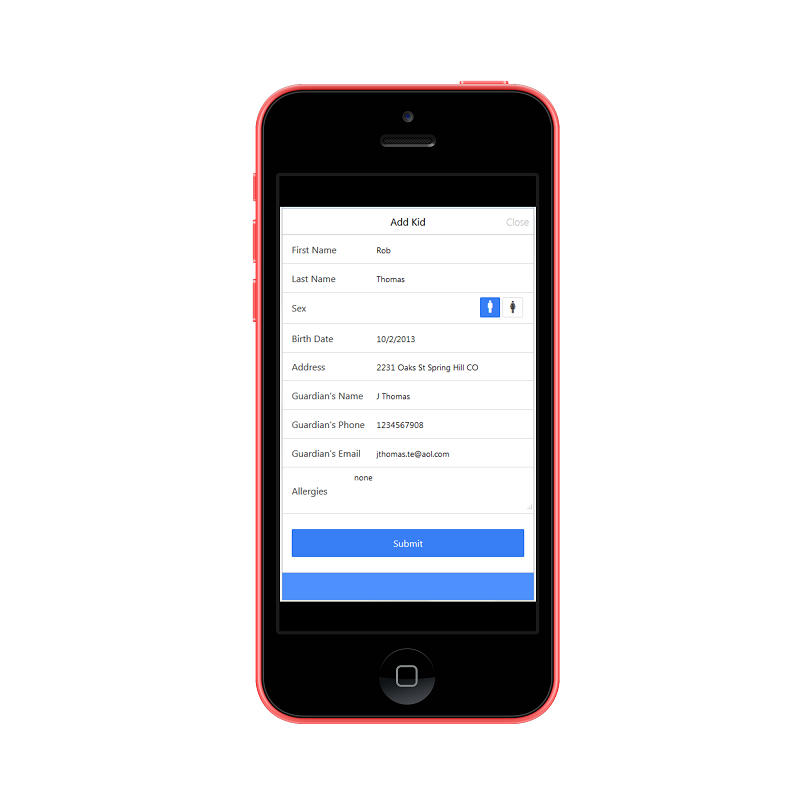 Add Kid Close
First Name Rob
Last Name Thomas
Sex
Birth Date 10/2/2013
Address 2231 Oaks St Spring Hill CO
Guardian's Name J Thomas
Guardian's Phone 1234567908
Guardian's Email jthomas.te@aol.com
none
Allergies
Submit